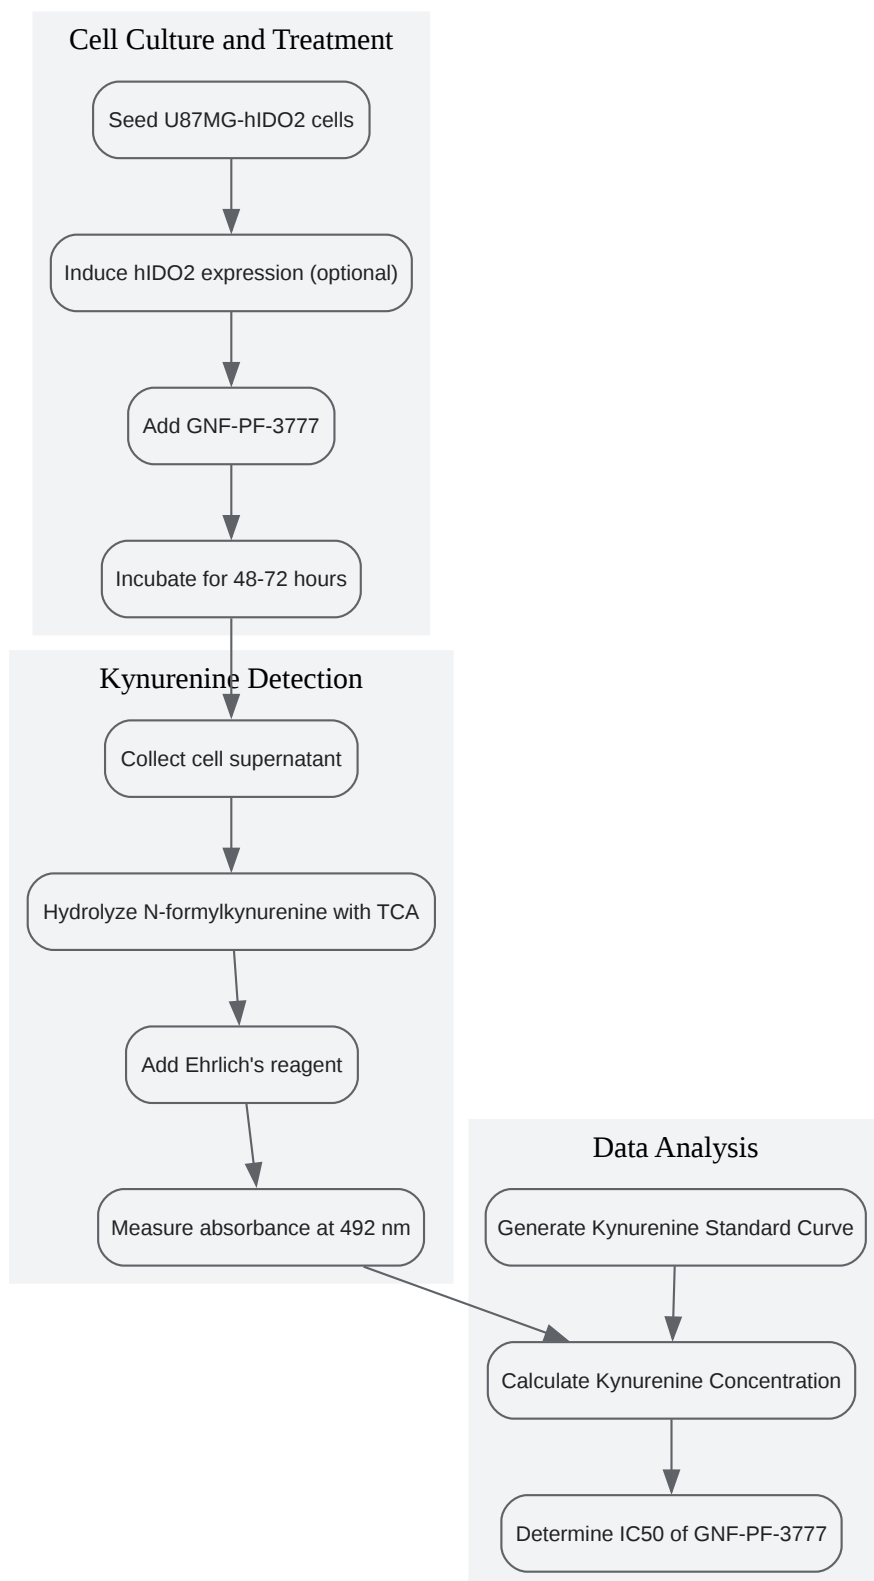 Cell Culture and Treatment
Seed U87MG-hIDO2 cells
Induce hIDO2 expression (optional)
Add GNF-PF-3777
Incubate for 48-72 hours
Kynurenine Detection
Collect cell supernatant
Hydrolyze N-formylkynurenine with TCA
Add Ehrlich's reagent
Measure absorbance at 492 nm
Data Analysis
Generate Kynurenine Standard Curve
Calculate Kynurenine Concentration
Determine IC50 of GNF-PF-3777